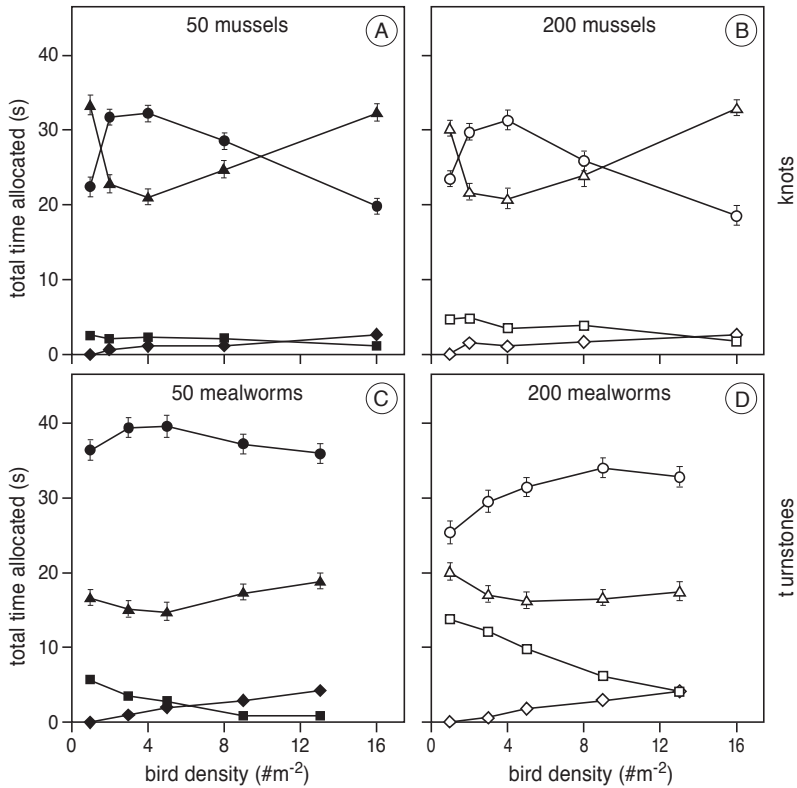 50 mussels
A
200 mussels
B
40
30
20
10
0
total time allocated (s)
knots
50 mealworms
C
200 mealworms
D
40
30
20
10
0
total time allocated (s)
t urnstones
0
4
8
12
16
0
4
8
12
16
bird density (#m-2)
bird density (#m-2)